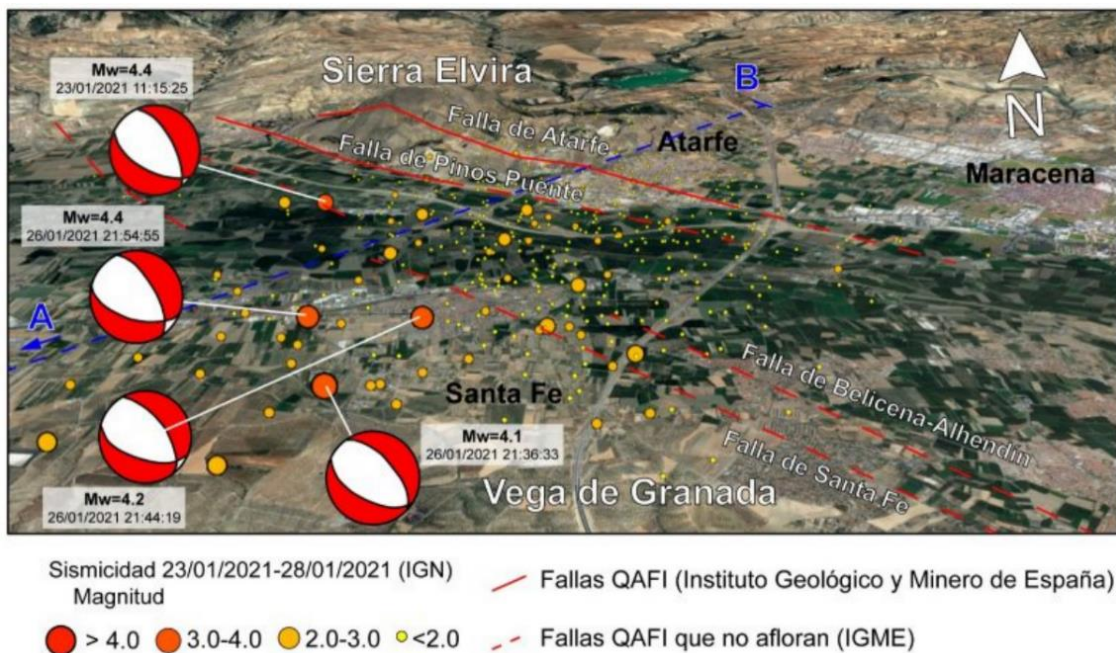 Mw=4.4
23/01/2021 11:15:25
Sierra Elvira
B
N
Falla de Atarfe
Atarfe
Falla de Pinos Puente
Maracena
Mw=4.4
26/01/2021 21:54:55
A
Santa Fe
Falla de Belicena-Alhendín
Falla de Santa Fe
Mw=4.1
26/01/2021 21:36:33
Vega de Granada
Mw=4.2
26/01/2021 21:44:19
Sismicidad 23/01/2021-28/01/2021 (IGN)
Magnitud
> 4.0 3.0-4.0 2.0-3.0 <2.0
Fallas QAFI (Instituto Geológico y Minero de España)
Fallas QAFI que no afloran (IGME)